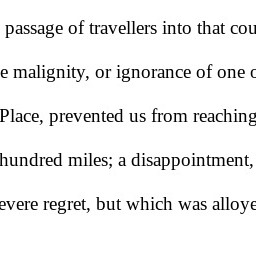 passage of travellers into that cou
e malignity, or ignorance of one o
Place, prevented us from reaching
hundred miles; a disappointment,
evere regret, but which was alloye